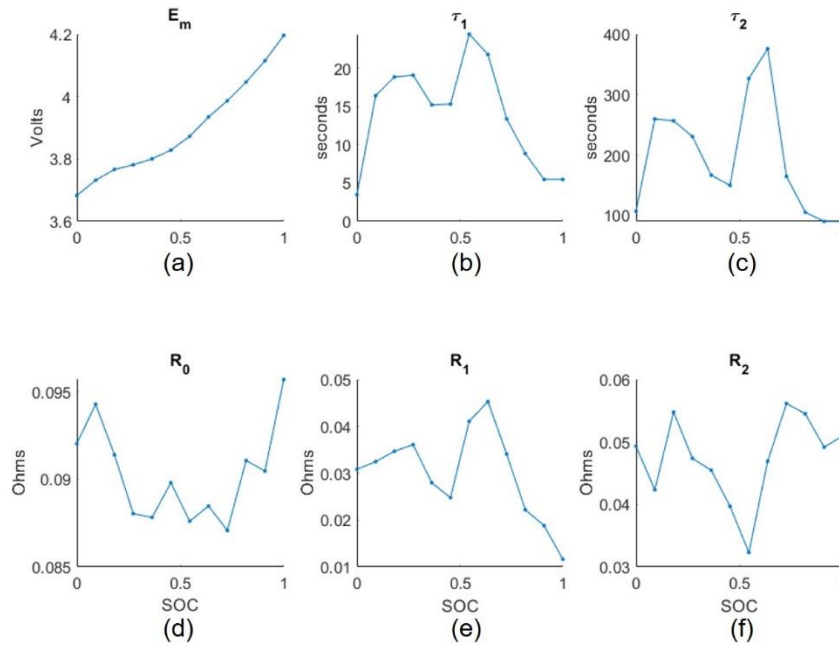 E_m
Volts
4.2
4
3.8
3.6
0
0.5
1
(a)
τ_1
seconds
20
15
10
5
0
0
0.5
1
(b)
τ_2
seconds
400
300
200
100
0
0.5
(c)
R_0
Ohms
0.095
0.09
0.085
0
0.5
1
SOC
(d)
R_1
Ohms
0.05
0.04
0.03
0.02
0.01
0
0.5
1
SOC
(e)
R_2
Ohms
0.06
0.05
0.04
0.03
0
0.5
SOC
(f)